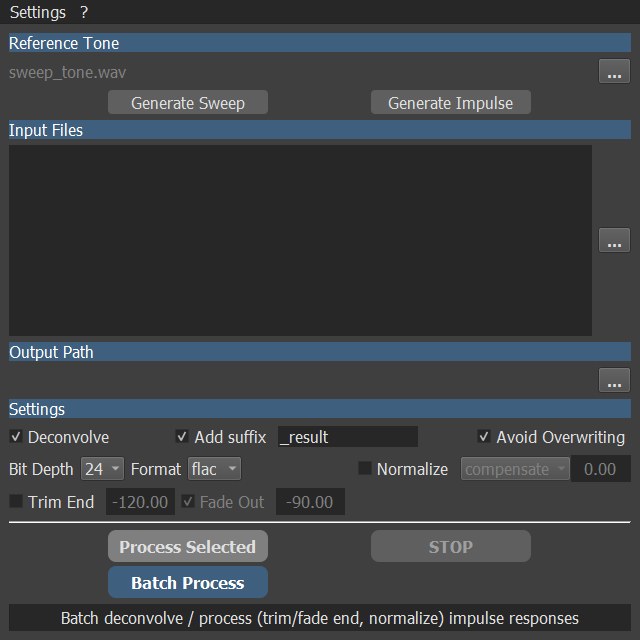 Settings ?
Reference Tone
sweep_tone.wav ...
Generate Sweep Generate Impulse
Input Files
...
Output Path
...
Settings
Deconvolve Add suffix _result Avoid Overwriting
Bit Depth 24 Format flac Normalize compensate 0.00
Trim End -120.00 Fade Out -90.00
Process Selected STOP
Batch Process
Batch deconvolve / process (trim/fade end, normalize) impulse responses